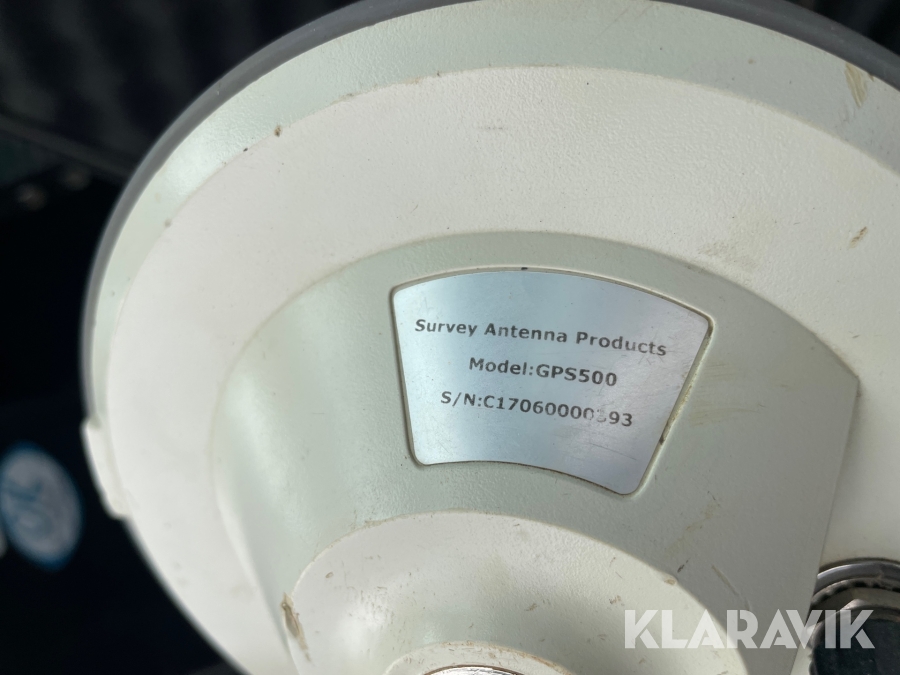 Survey Antenna Products
Model:GPS500
KLARAVIK